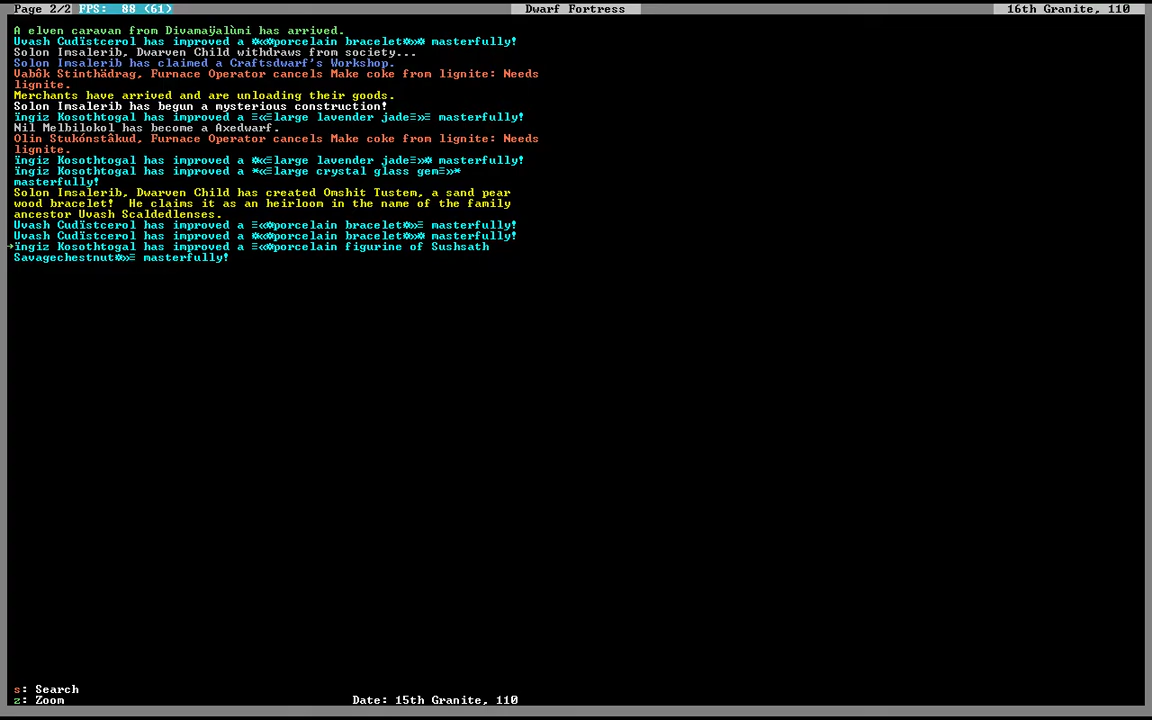 Page 2/2 FPS: 88 (61) Dwarf Fortress 16th Granite, 110
A elven caravan from Divamaÿalùmi has arrived.
Uvash Cudïstcerol has improved a ☼«☼porcelain bracelet☼»☼ masterfully!
Solon Imsalerib, Dwarven Child withdraws from society...
Solon Imsalerib has claimed a Craftsdwarf's Workshop.
Vabôk Stinthädrag, Furnace Operator cancels Make coke from lignite: Needs
lignite.
Merchants have arrived and are unloading their goods.
Solon Imsalerib has begun a mysterious construction!
ïngiz Kosothtogal has improved a ≡«≡large lavender jade≡»≡ masterfully!
Nil Melbilokol has become a Axedwarf.
Olin Stukónstâkud, Furnace Operator cancels Make coke from lignite: Needs
lignite.
ïngiz Kosothtogal has improved a ☼«≡large lavender jade≡»☼ masterfully!
ïngiz Kosothtogal has improved a *«≡large crystal glass gem≡»*
masterfully!
Solon Imsalerib, Dwarven Child has created Omshit Tustem, a sand pear
wood bracelet!  He claims it as an heirloom in the name of the family
ancestor Uvash Scaldedlenses.
Uvash Cudïstcerol has improved a ≡«☼porcelain bracelet☼»≡ masterfully!
Uvash Cudïstcerol has improved a ☼«☼porcelain bracelet☼»☼ masterfully!
→ïngiz Kosothtogal has improved a ≡«☼porcelain figurine of Sushsath
Savagechestnut☼»≡ masterfully!
s: Search
z: Zoom Date: 15th Granite, 110